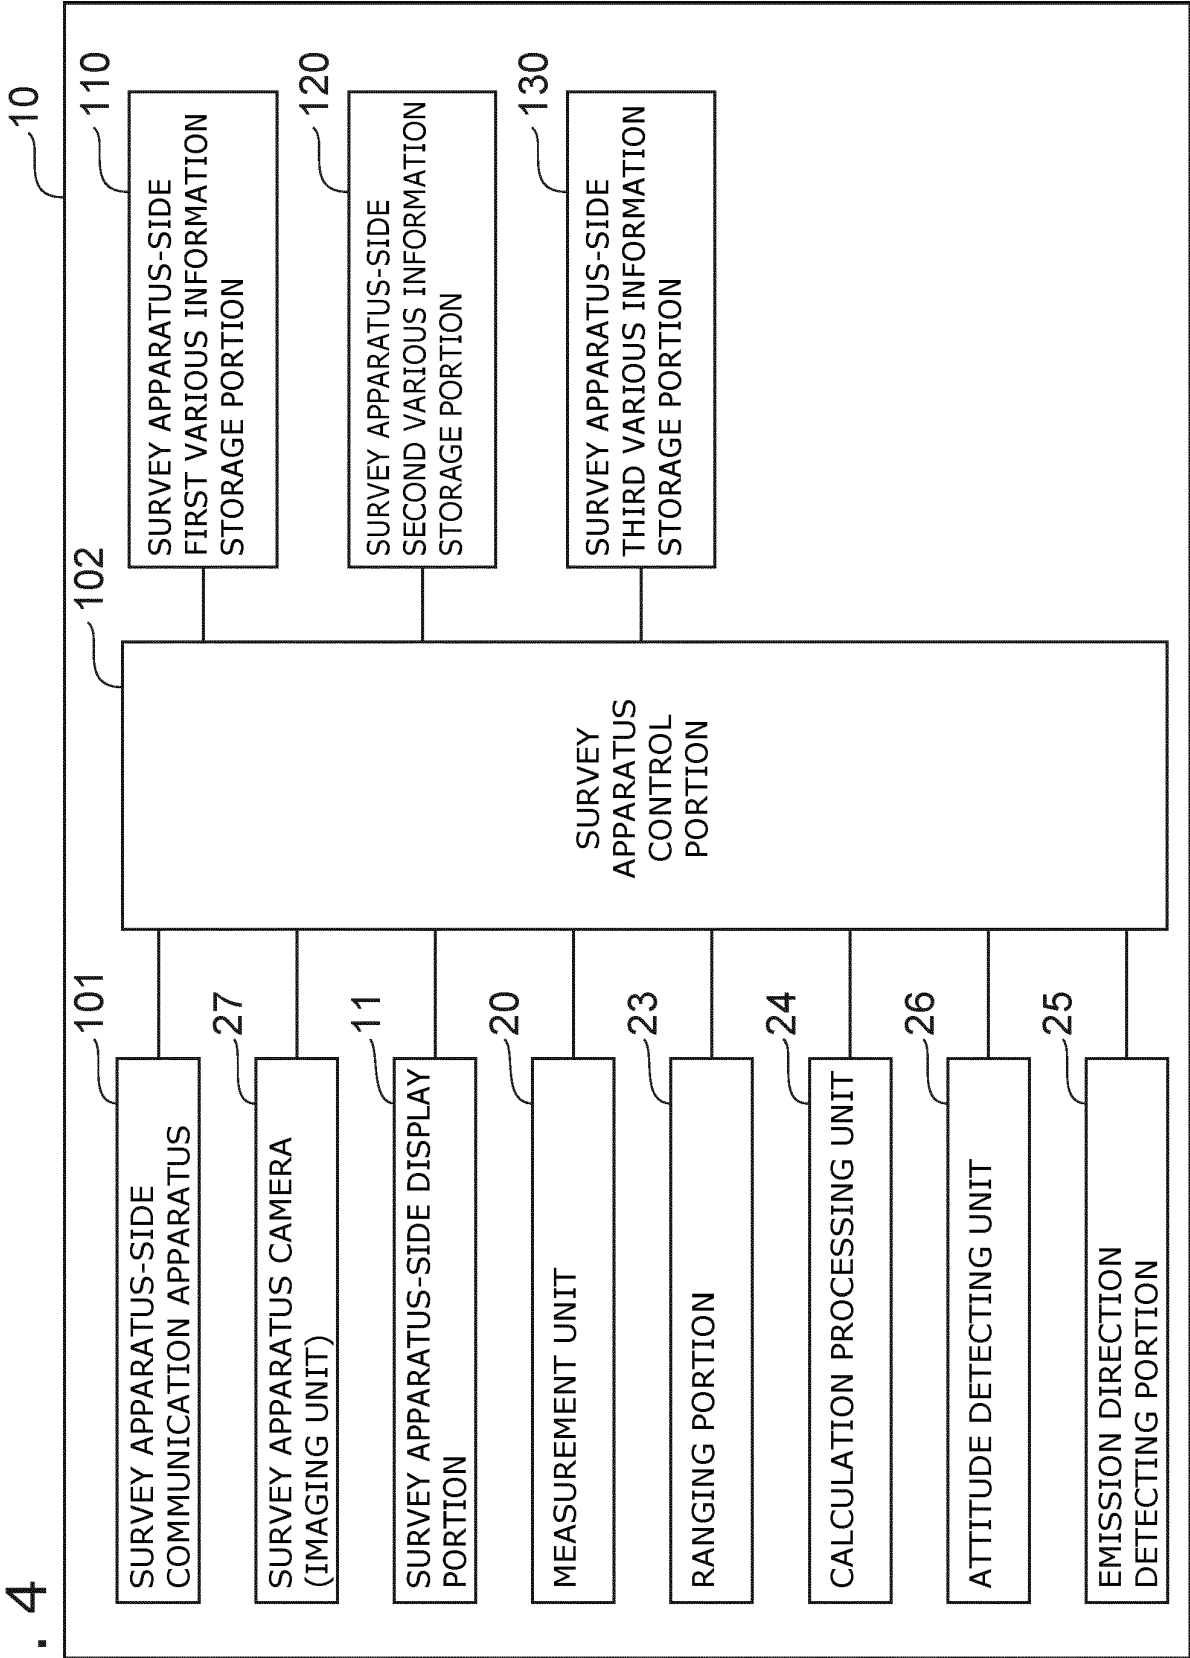 . 4
10
101
SURVEY APPARATUS-SIDE
COMMUNICATION APPARATUS
27
SURVEY APPARATUS CAMERA
(IMAGING UNIT)
11
SURVEY APPARATUS-SIDE DISPLAY
PORTION
20
MEASUREMENT UNIT
23
RANGING PORTION
24
CALCULATION PROCESSING UNIT
26
ATTITUDE DETECTING UNIT
25
EMISSION DIRECTION
DETECTING PORTION
102
SURVEY
APPARATUS
CONTROL
PORTION
110
SURVEY APPARATUS-SIDE
FIRST VARIOUS INFORMATION
STORAGE PORTION
120
SURVEY APPARATUS-SIDE
SECOND VARIOUS INFORMATION
STORAGE PORTION
130
SURVEY APPARATUS-SIDE
THIRD VARIOUS INFORMATION
STORAGE PORTION